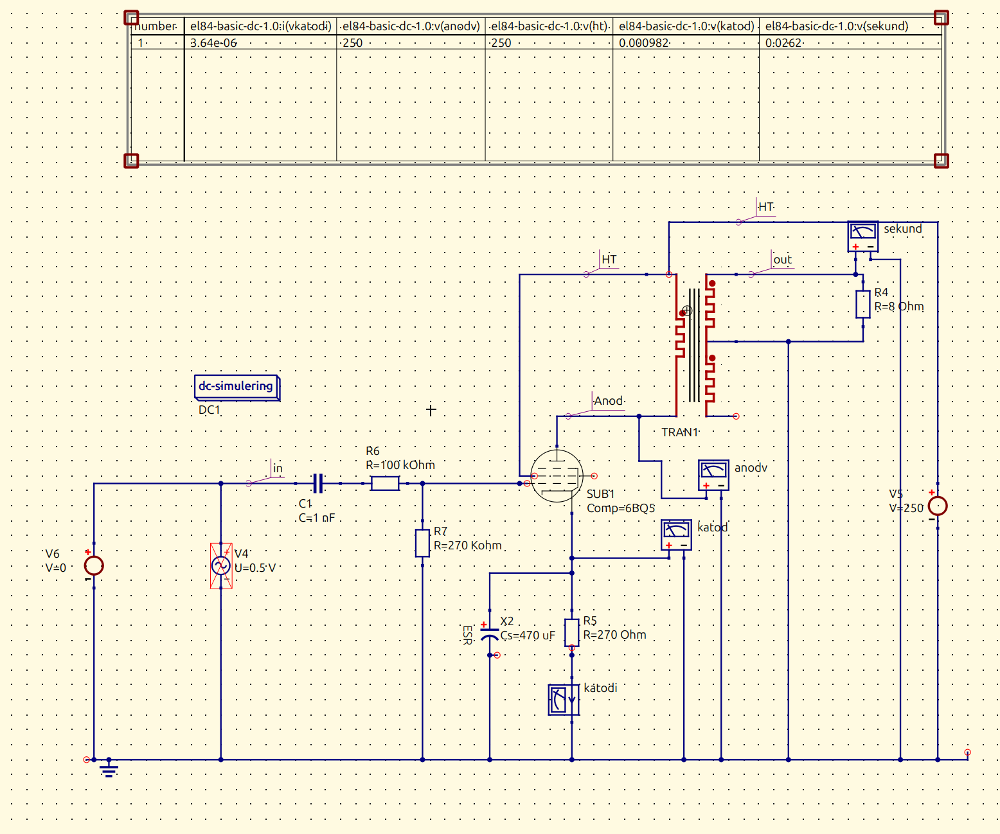 number el84-basic-dc-1.0:i(vkatodi) el84-basic-dc-1.0:v(anodv) el84-basic-dc-1.0:v(ht) el84-basic-dc-1.0:v(katod) el84-basic-dc-1.0:v(sekund)
1 3.64e-06 250 250 0.000982 0.0262
HT
sekund
HT
out
R4
R=8 Ohm
dc-simulering
DC1
Anod
TRAN1
R6
R=100 kOhm
in
anodv
C1
C=1 nF
SUB1
Comp=6BQ5
V5
V=250
katod
R7
R=270 Kohm
V6
V=0
V4
U=0.5 V
ESR
X2
Cs=470 uF
R5
R=270 Ohm
katodi